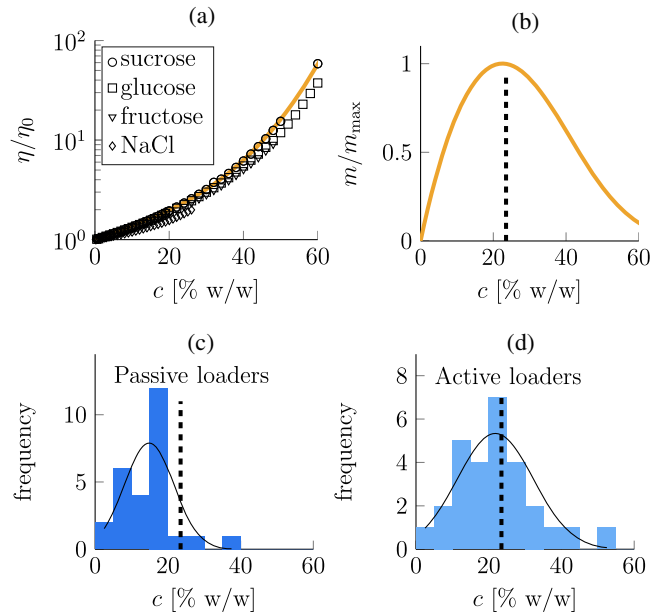 (a)
(b)
η/η₀
10²
10¹
10⁰
sucrose
glucose
fructose
NaCl
0 20 40 60
c [% w/w]
m/m_max
1
0.5
0
0 20 40 60
c [% w/w]
(c)
(d)
Passive loaders
frequency
10
5
0
0 20 40 60
c [% w/w]
Active loaders
frequency
8
6
4
2
0
0 20 40 60
c [% w/w]